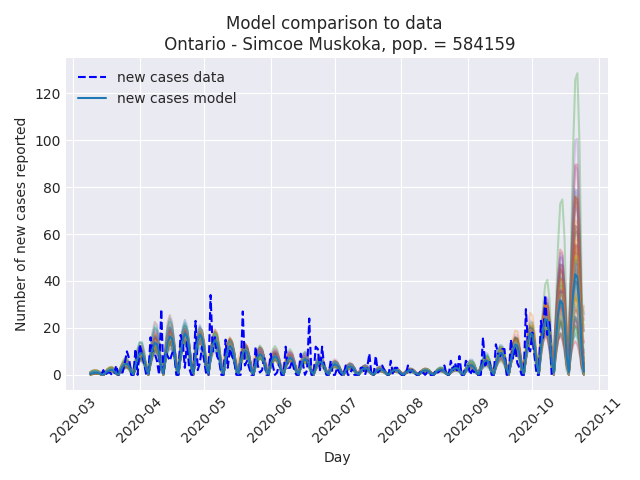 Model comparison to data
Ontario - Simcoe Muskoka, pop. = 584159
new cases data
new cases model
Number of new cases reported
120
100
80
60
40
20
0
2020-03
2020-04
2020-05
2020-06
2020-07
2020-08
2020-09
2020-10
2020-11
Day